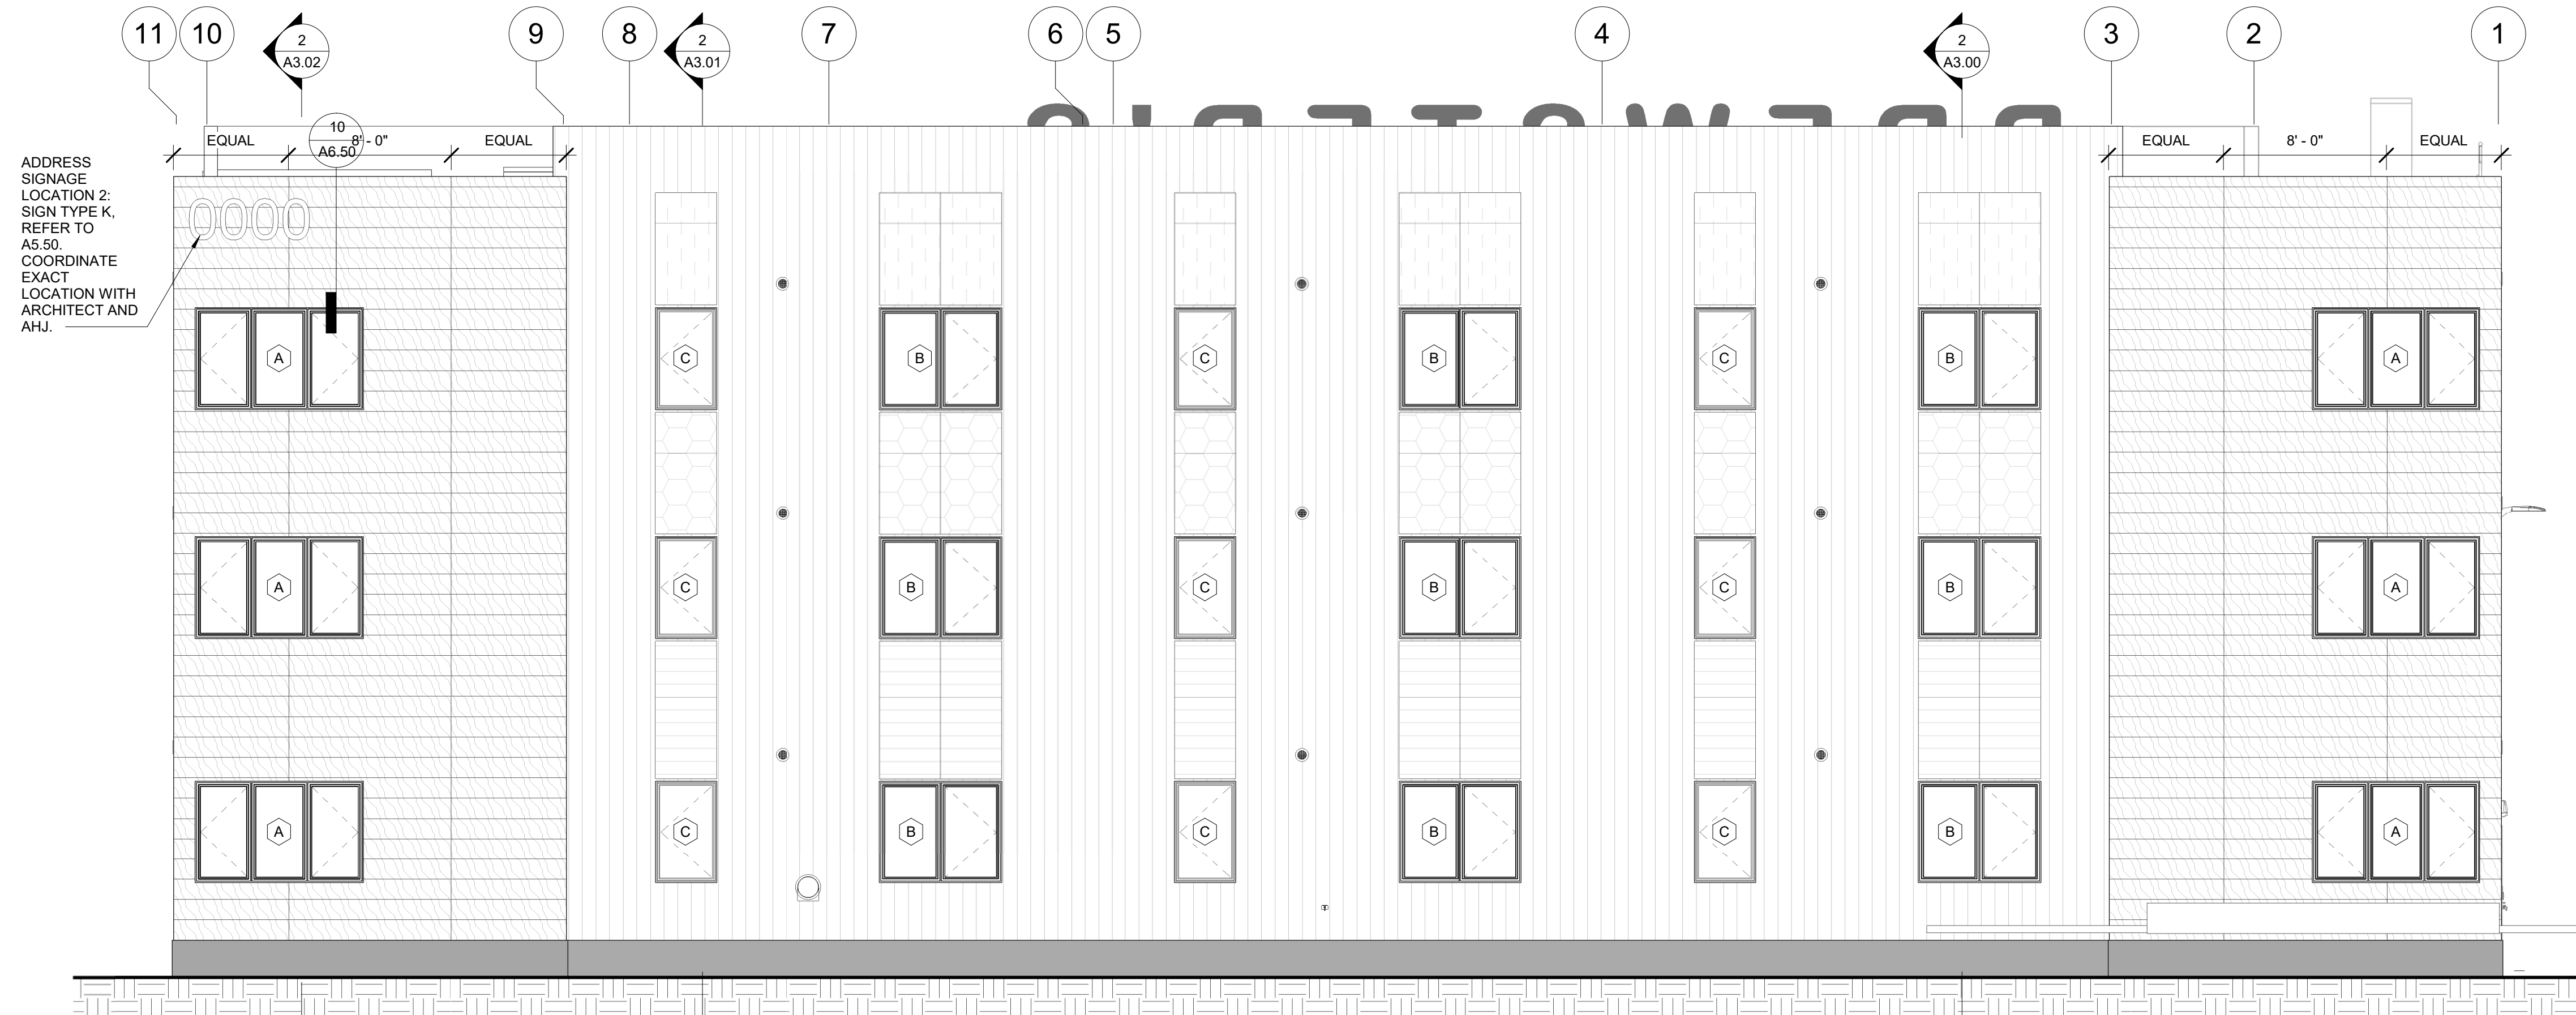 11 10 9 8 7 6 5 4 3 2 1
2
A3.02
2
A3.01
2
A3.00
10
A6.50
EQUAL 8' - 0" EQUAL
EQUAL 8' - 0" EQUAL
ADDRESS
SIGNAGE
LOCATION 2:
SIGN TYPE K,
REFER TO
A5.50.
COORDINATE
EXACT
LOCATION WITH
ARCHITECT AND
AHJ.
0000
A C B C B C B A
A C B C B C B A
A C B C B C B A